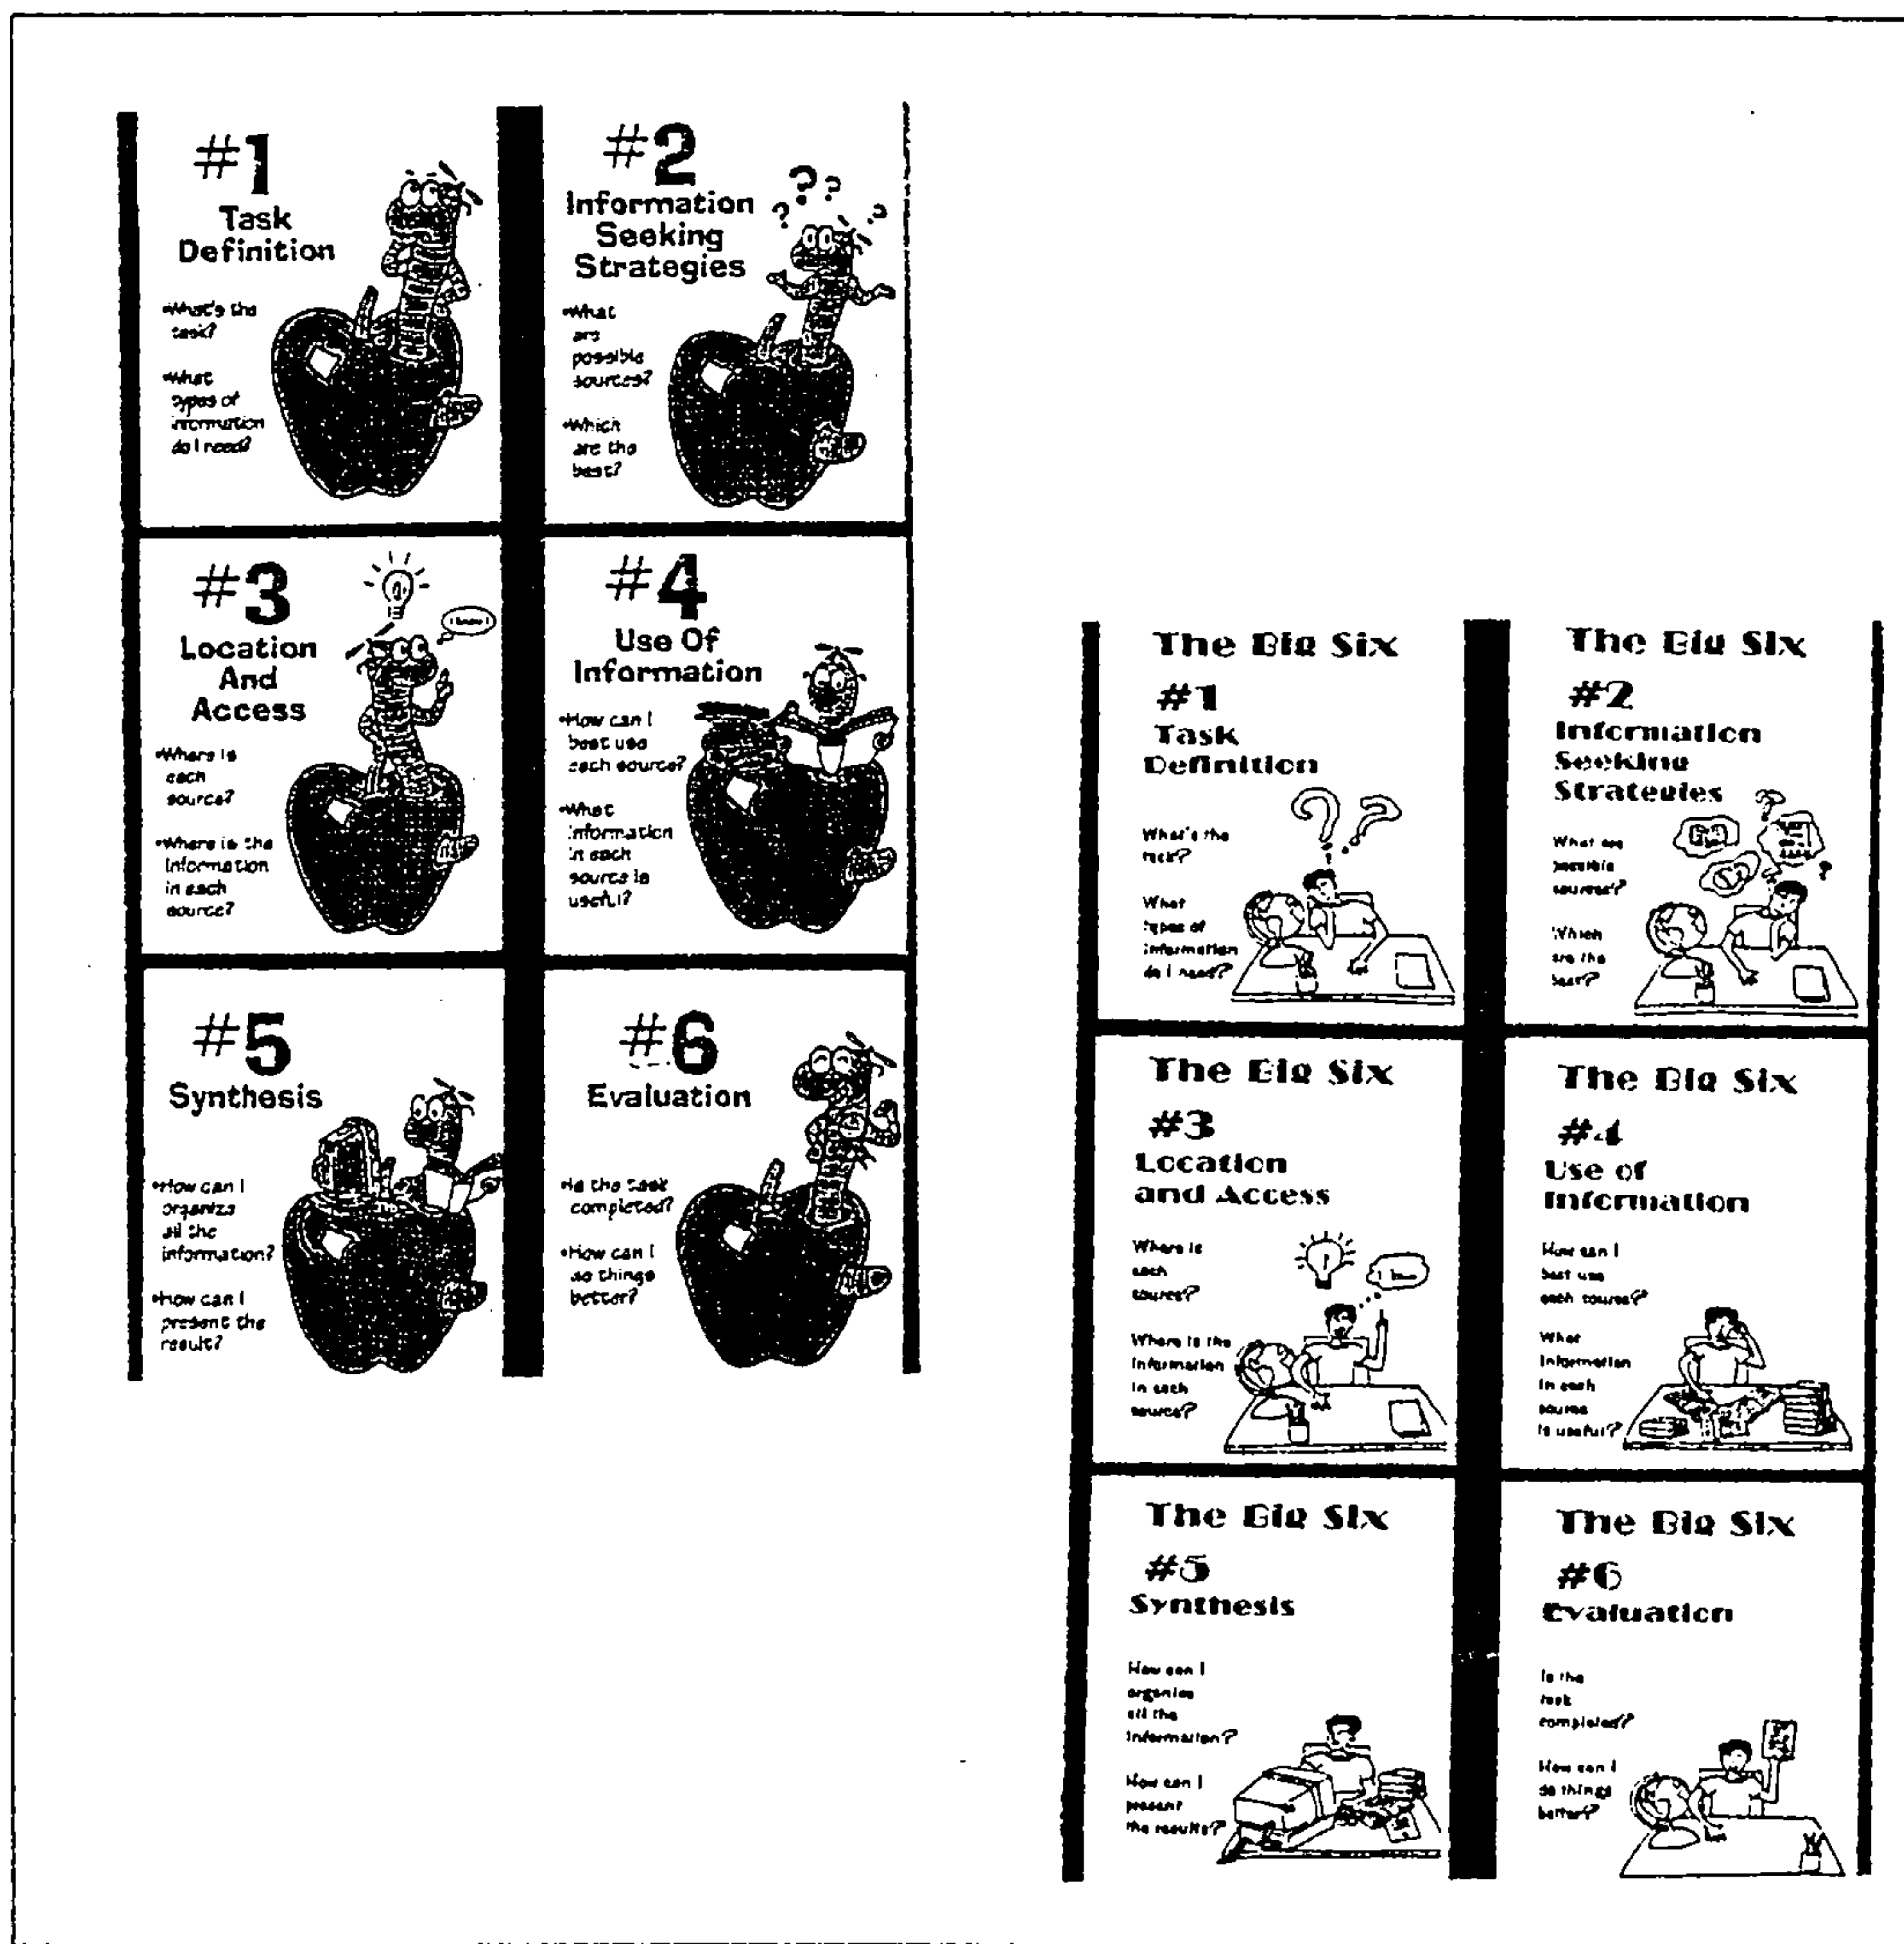 #1
Task
Definition
•What's the
task?
•What
types of
information
do I need?
#2
Information
Seeking
Strategies
•What
are
possible
sources?
•Which
are the
best?
#3
Location
And
Access
I know!
•Where is
each
source?
•Where is the
information
in each
source?
#4
Use Of
Information
•How can I
best use
each source?
•What
information
in each
source is
useful?
#5
Synthesis
•How can I
organize
all the
information?
•How can I
present the
result?
#6
Evaluation
•Is the task
completed?
•How can I
do things
better?
The Big Six
#1
Task
Definition
What's the
task?
What
types of
information
do I need?
The Big Six
#2
Information
Seeking
Strategies
What are
possible
sources?
Which
are the
best?
The Big Six
#3
Location
and Access
Where is
each
source?
Where is the
information
in each
source?
The Big Six
#4
Use of
Information
How can I
best use
each source?
What
information
in each
source
is useful?
The Big Six
#5
Synthesis
How can I
organize
all the
information?
How can I
present
the results?
The Big Six
#6
Evaluation
Is the
task
completed?
How can I
do things
better?